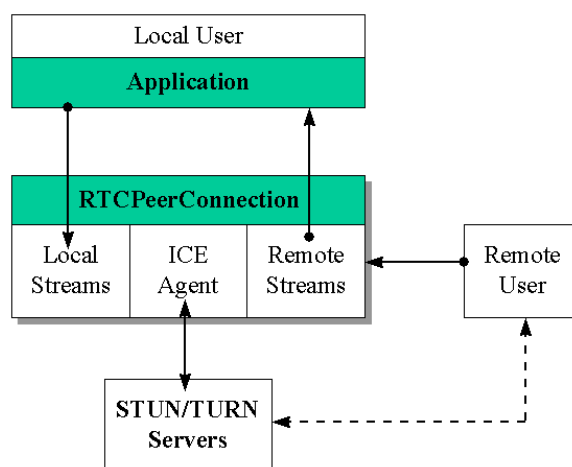 Local User
Application
RTCPeerConnection
Local
Streams
ICE
Agent
Remote
Streams
Remote
User
STUN/TURN
Servers